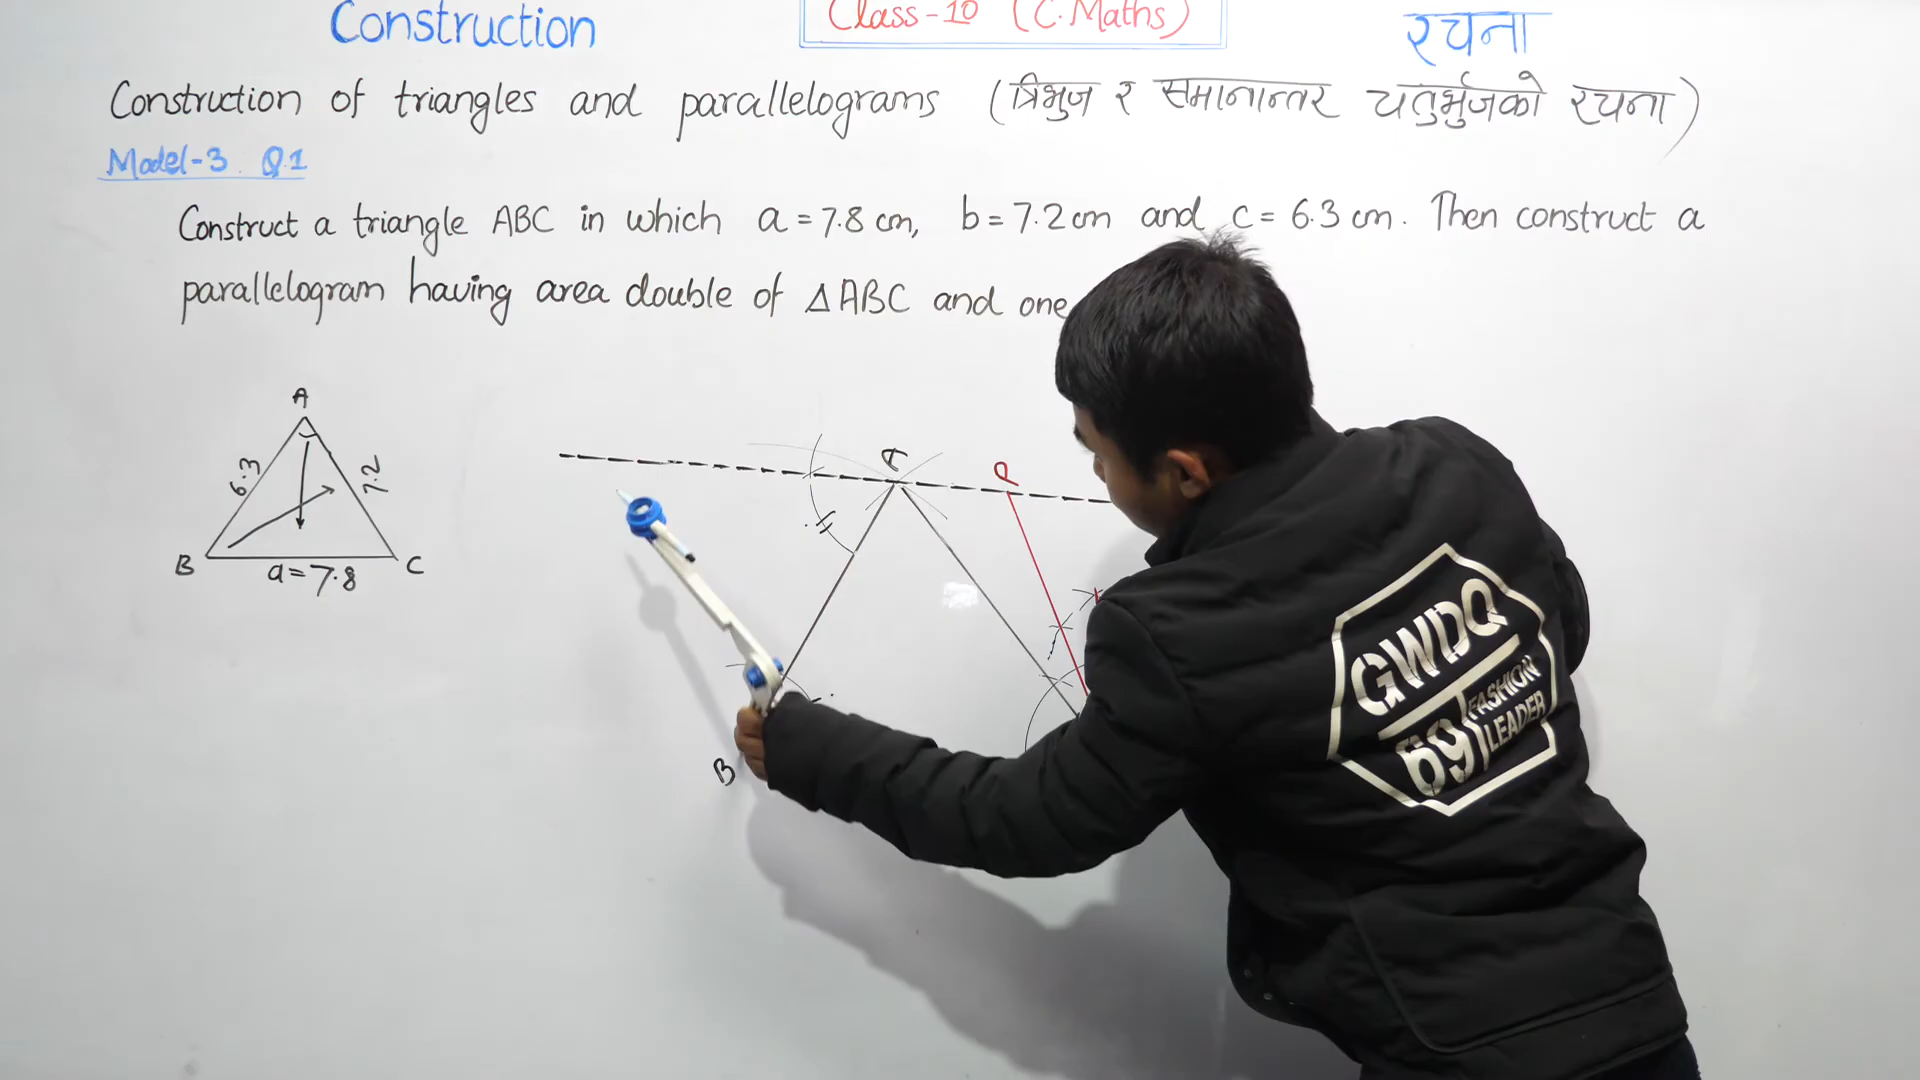 Construction
Class-10 (C.Maths)
रचना
Construction of triangles and parallelograms (त्रिभुज र समानान्तर चतुर्भुजको रचना)
Model-3. Q.1
Construct a triangle ABC in which a = 7.8 cm, b = 7.2 cm and c = 6.3 cm. Then construct a
parallelogram having area double of ΔABC and one
A
6.3
7.2
B
a = 7.8
C
B
GWDQ
69
FASHION
LEADER